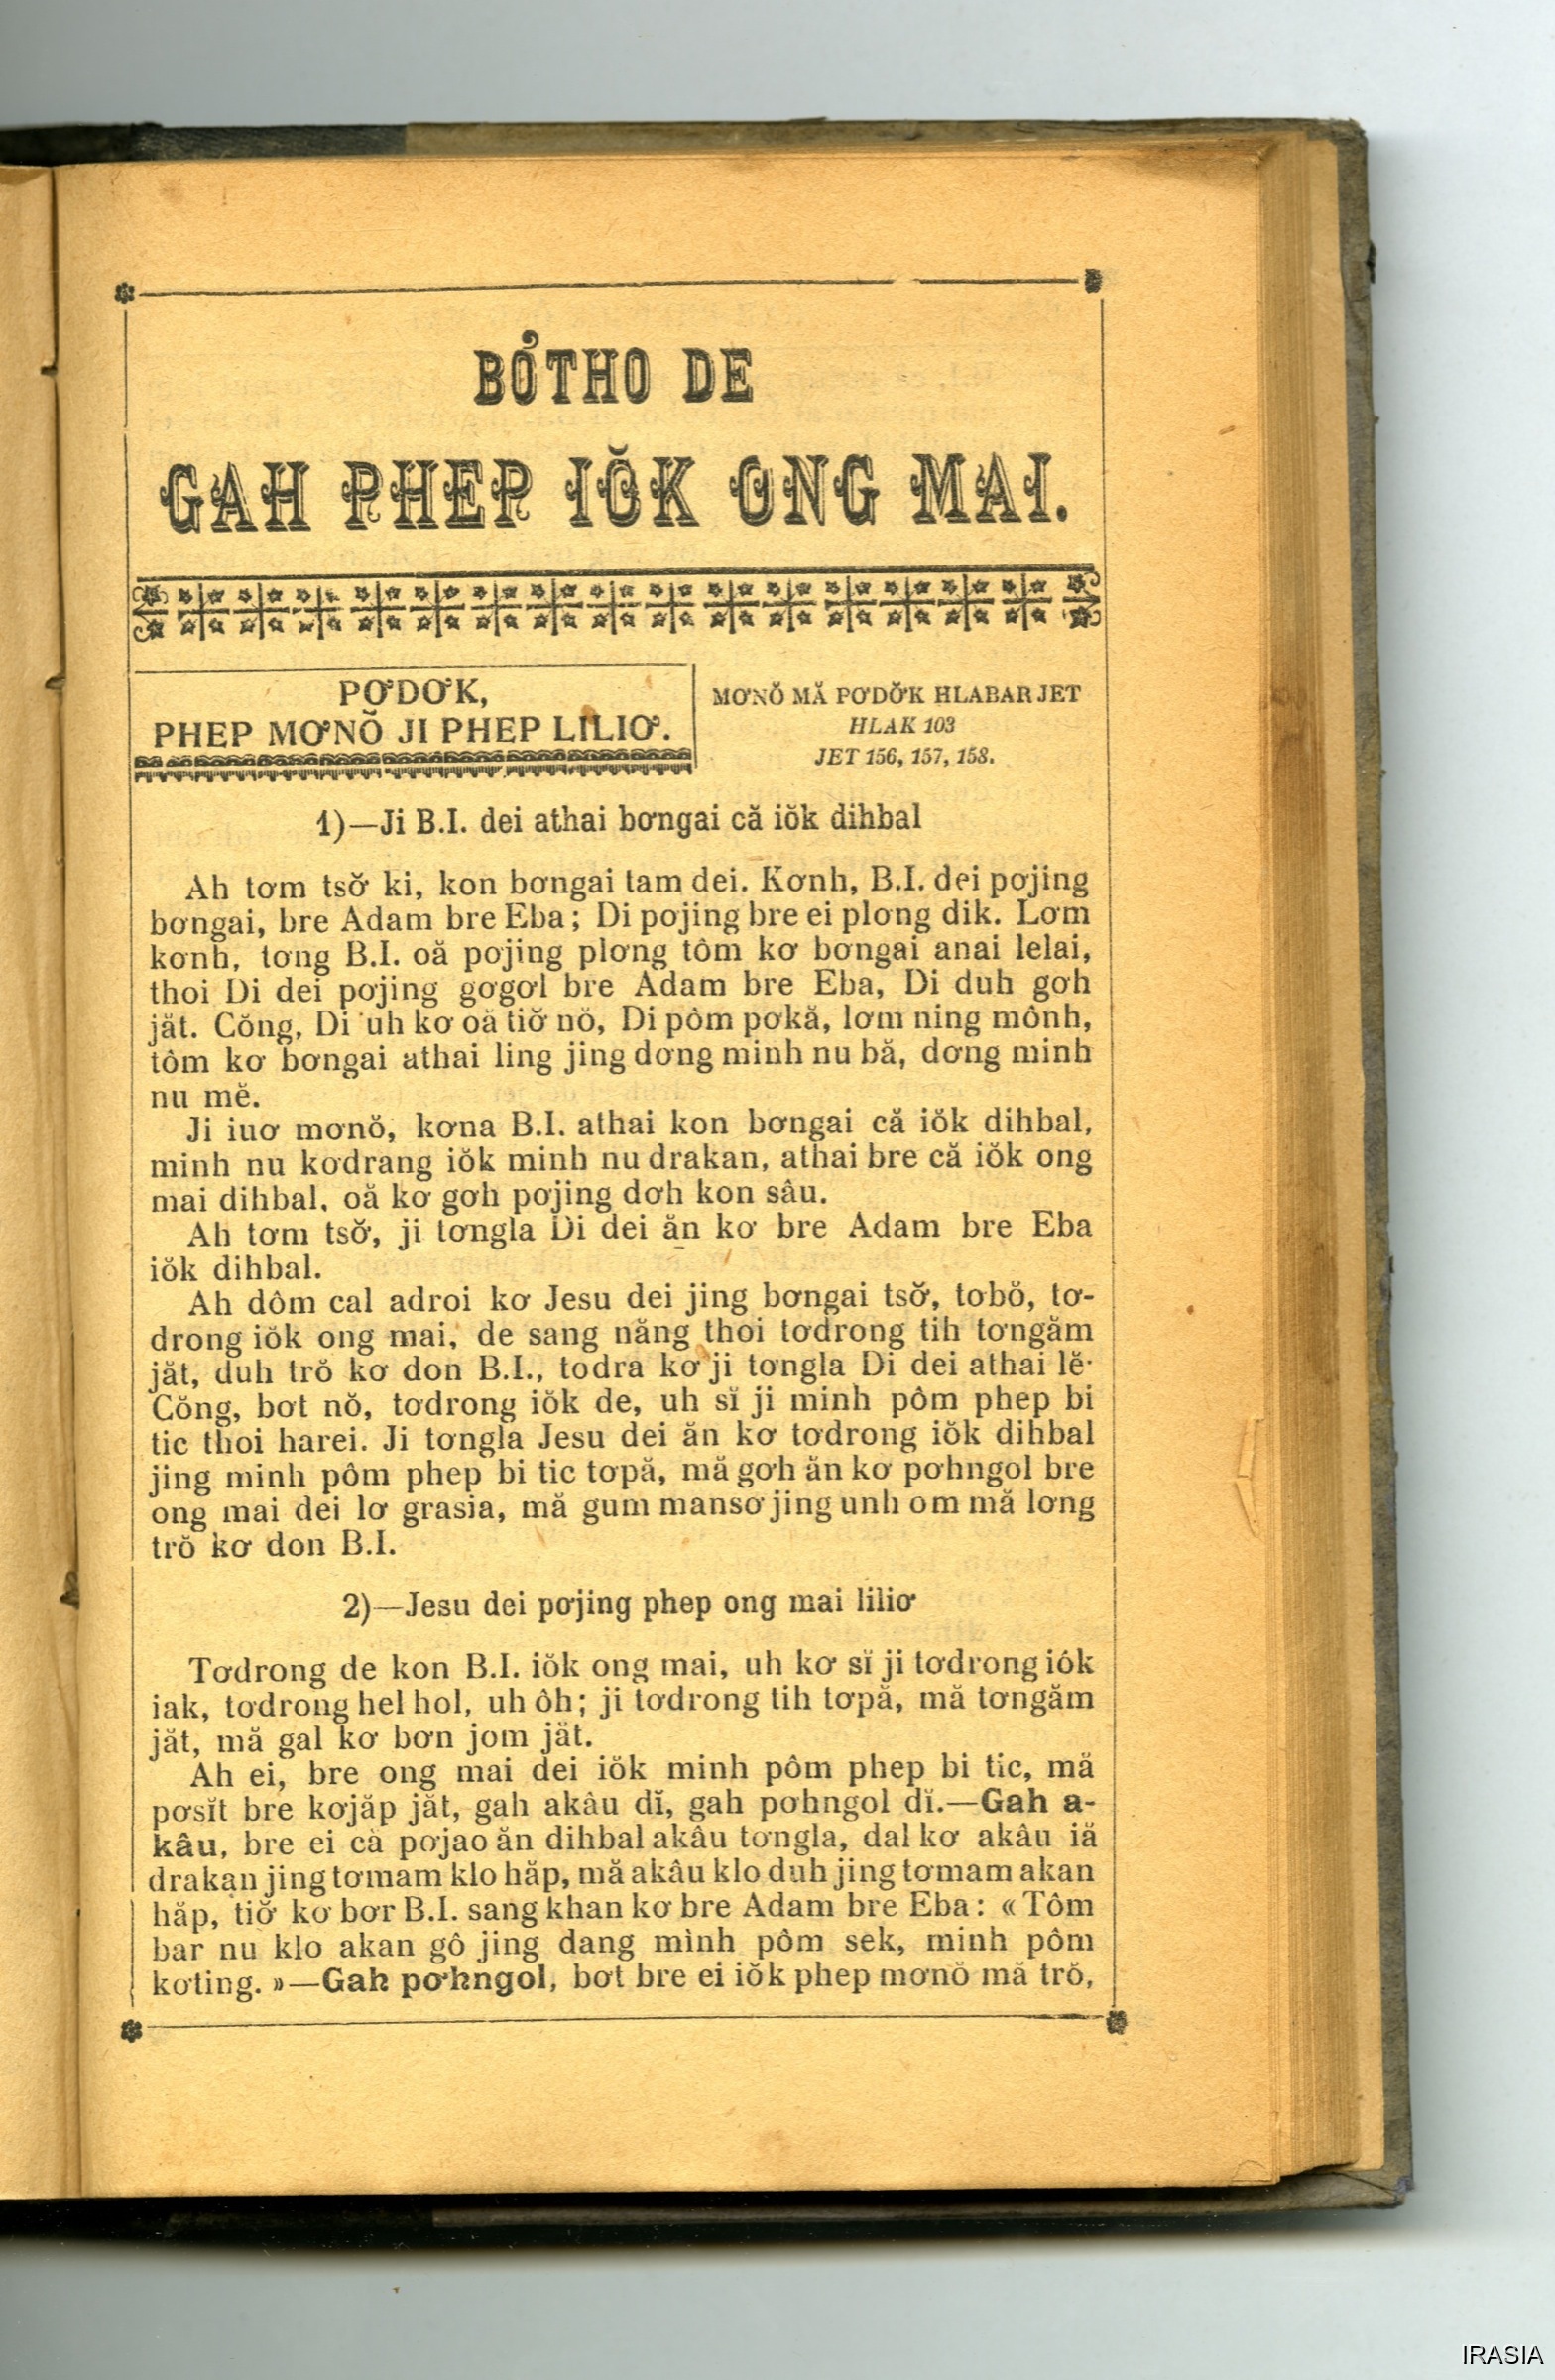 BỞTHO DE
GAH PHEP IŎK ONG MAI.
PƠDƠK,
PHEP MƠNŎ JI PHEP LILIƠ.
MƠNŎ MĂ PƠDƠ̆K HLABAR JET
HLAK 103
JET 156, 157, 158.
1)—Ji B.I. dei athai bơngai că iŏk dihbal
Ah tơm tsơ̆ ki, kon bơngai tam dei. Kơnh, B.I. dei pơjing
bơngai, bre Adam bre Eba; Di pơjing bre ei plơng dik. Lơm
kơnh, tơng B.I. oă pơjing plơng tôm kơ bơngai anai lelai,
thoi Di dei pơjing gơgơl bre Adam bre Eba, Di duh gơh
jăt. Cŏng, Di uh kơ oă tiơ̆ nŏ, Di pôm pơkă, lơm ning mônh,
tôm kơ bơngai athai ling jing dơng minh nu bă, dơng minh
nu mĕ.
Ji iuơ mơnŏ, kơna B.I. athai kon bơngai că iŏk dihbal,
minh nu kơdrang iŏk minh nu drakan, athai bre că iŏk ong
mai dihbal, oă kơ gơh pơjing dơh kon sâu.
Ah tơm tsơ̆, ji tơngla Di dei ăn kơ bre Adam bre Eba
iŏk dihbal.
Ah dôm cal adroi kơ Jesu dei jing bơngai tsơ̆, tơbŏ, tơ-
drong iŏk ong mai, de sang năng thoi tơdrong tih tơngăm
jăt, duh trŏ kơ don B.I., todra kơ ji tơngla Di dei athai lĕ.
Cŏng, bơt nŏ, tơdrong iŏk de, uh sĭ ji minh pôm phep bi
tic thoi harei. Ji tơngla Jesu dei ăn kơ tơdrong iŏk dihbal
jing minh pôm phep bi tic tơpă, mă gơh ăn kơ pơhngol bre
ong mai dei lơ grasia, mă gum mansơ jing unh om mă lơng
trŏ kơ don B.I.
2)—Jesu dei pơjing phep ong mai liliơ
Tơdrong de kon B.I. iŏk ong mai, uh kơ sĭ ji tơdrong iŏk
iak, tơdrong hel hol, uh ôh; ji tơdrong tih tơpă, mă tơngăm
jăt, mă gal kơ bơn jom jăt.
Ah ei, bre ong mai dei iŏk minh pôm phep bi tic, mă
pơsĭt bre kơjăp jăt, gah akâu dĭ, gah pơhngol dĭ.—Gah a-
kâu, bre ei că pơjao ăn dihbal akâu tơngla, dal kơ akâu iă
drakan jing tơmam klo hăp, mă akâu klo duh jing tơmam akan
hăp, tiơ̆ kơ bơr B.I. sang khan kơ bre Adam bre Eba: « Tôm
bar nu klo akan gô jing dang mình pôm sek, minh pôm
kơting. »—Gah pơhngol, bơt bre ei iŏk phep mơnŏ mă trŏ,
IRASIA